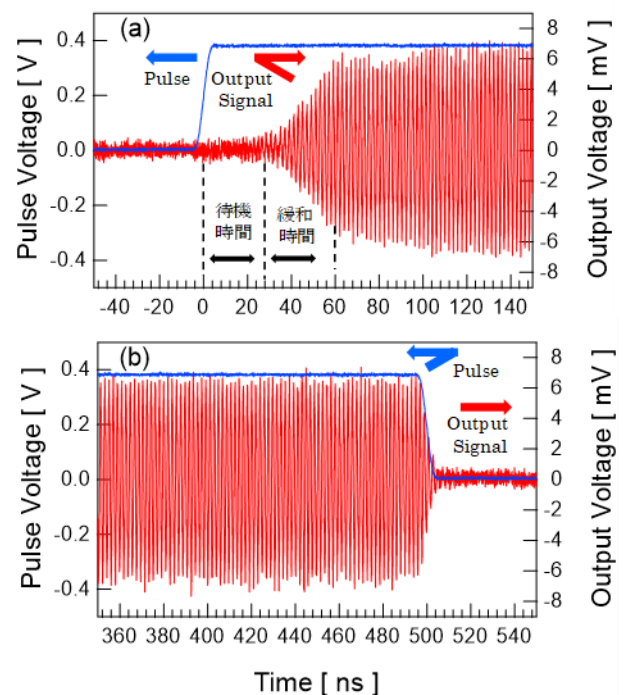 (a)
Pulse
Output
Signal
待機
時間
緩和
時間
Pulse Voltage [ V ]
0.4
0.2
0.0
-0.2
-0.4
Output Voltage [ mV ]
8
6
4
2
0
-2
-4
-6
-8
-40 -20 0 20 40 60 80 100 120 140
(b)
Pulse
Output
Signal
Pulse Voltage [ V ]
0.4
0.2
0.0
-0.2
-0.4
Output Voltage [ mV ]
8
6
4
2
0
-2
-4
-6
-8
360 380 400 420 440 460 480 500 520 540
Time [ ns ]